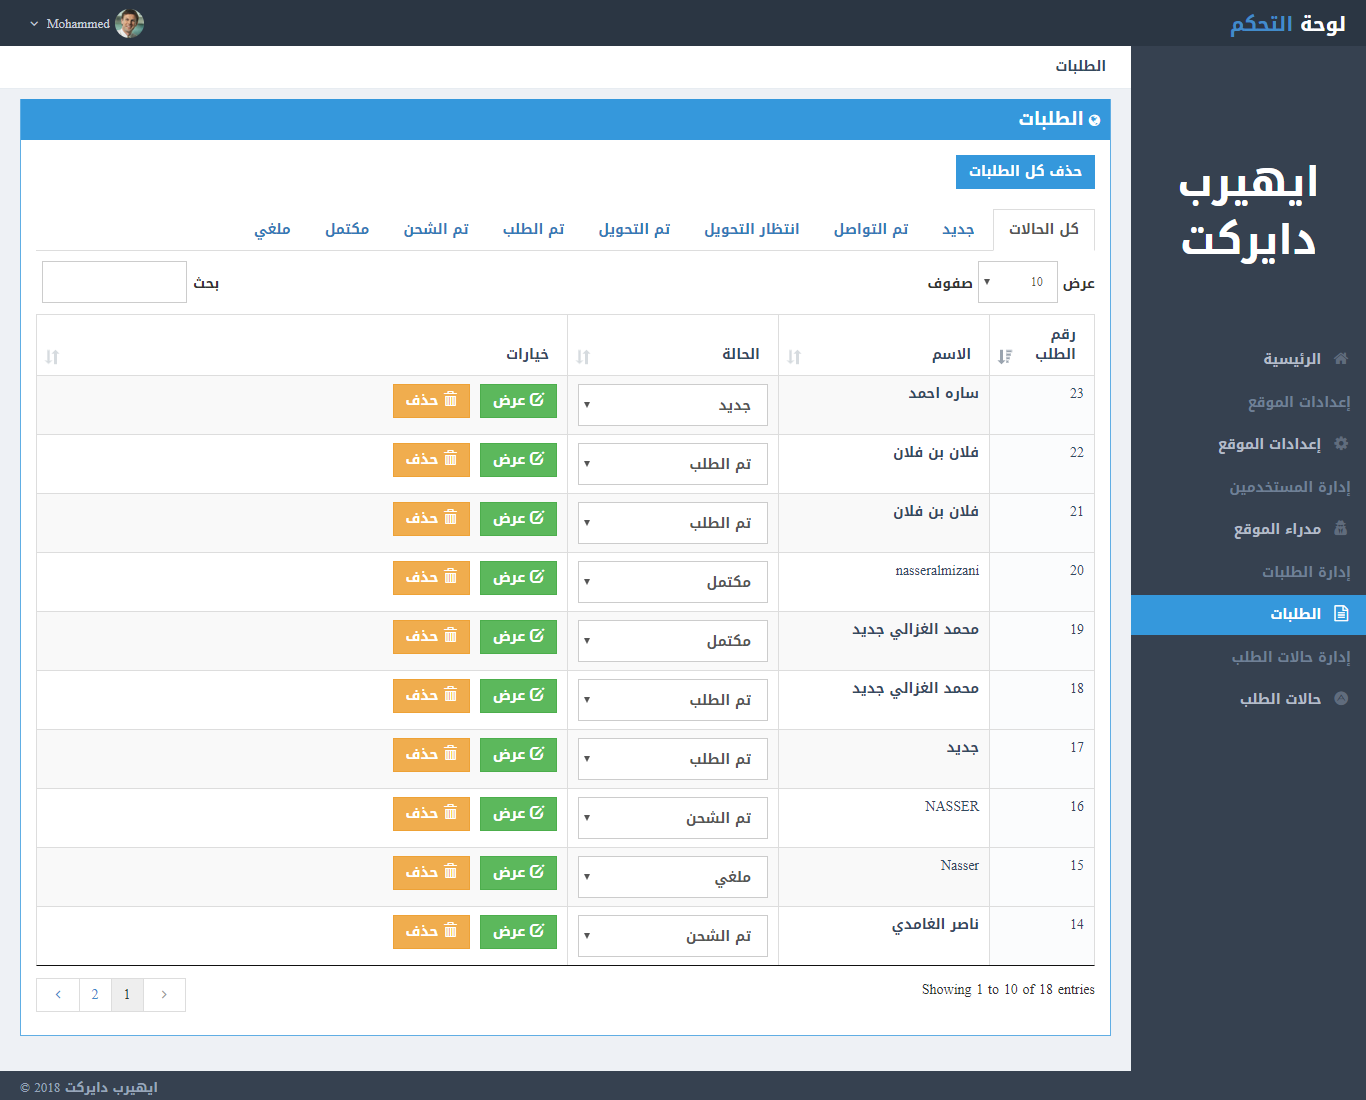 لوحة التحكم
Mohammed
ايهيرب
دايركت
الرئيسية
إعدادات الموقع
إعدادات الموقع
إدارة المستخدمين
مدراء الموقع
إدارة الطلبات
الطلبات
إدارة حالات الطلب
حالات الطلب
الطلبات
الطلبات
حذف كل الطلبات
كل الحالات جديد تم التواصل انتظار التحويل تم التحويل تم الطلب تم الشحن مكتمل ملغي
عرض 10 صفوف بحث
رقم الطلب الاسم الحالة خيارات
23 ساره احمد جديد عرض حذف
22 فلان بن فلان تم الطلب عرض حذف
21 فلان بن فلان تم الطلب عرض حذف
20 nasseralmizani مكتمل عرض حذف
19 محمد الغزالي جديد مكتمل عرض حذف
18 محمد الغزالي جديد تم الطلب عرض حذف
17 جديد تم الطلب عرض حذف
16 NASSER تم الشحن عرض حذف
15 Nasser ملغي عرض حذف
14 ناصر الغامدي تم الشحن عرض حذف
Showing 1 to 10 of 18 entries
1 2
ايهيرب دايركت 2018 ©